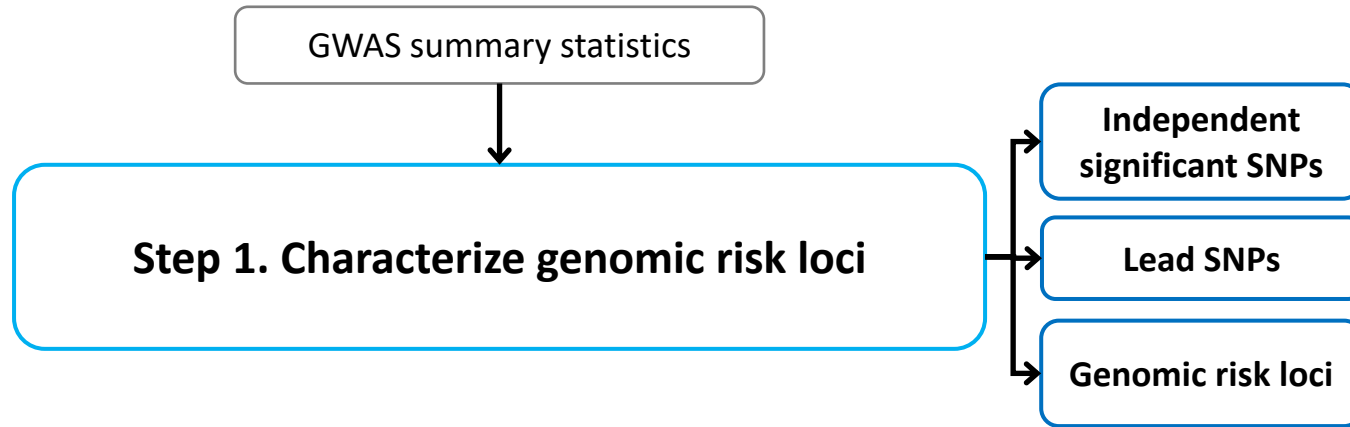 GWAS summary statistics
Step 1. Characterize genomic risk loci
Independent
significant SNPs
Lead SNPs
Genomic risk loci